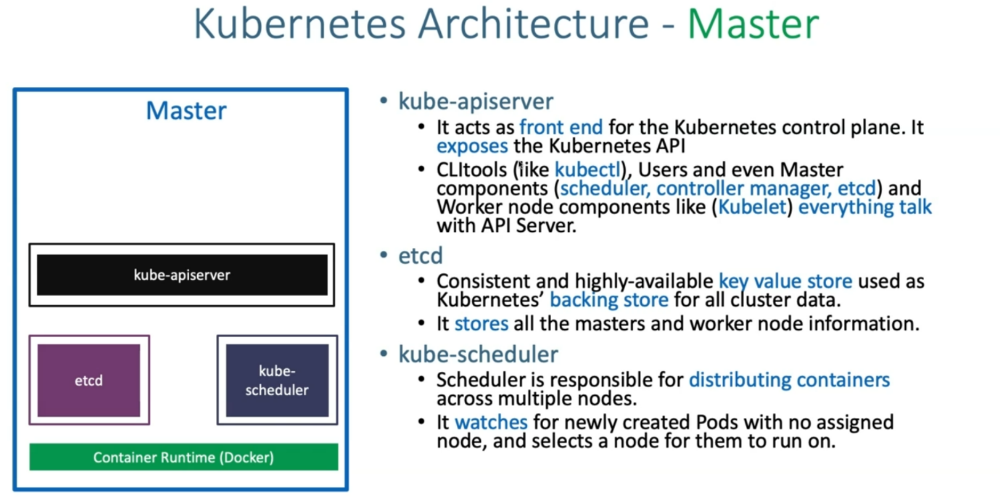 Kubernetes Architecture - Master
Master
kube-apiserver
etcd
kube-
scheduler
Container Runtime (Docker)
• kube-apiserver
• It acts as front end for the Kubernetes control plane. It
exposes the Kubernetes API
• CLItools (like kubectl), Users and even Master
components (scheduler, controller manager, etcd) and
Worker node components like (Kubelet) everything talk
with API Server.
• etcd
• Consistent and highly-available key value store used as
Kubernetes’ backing store for all cluster data.
• It stores all the masters and worker node information.
• kube-scheduler
• Scheduler is responsible for distributing containers
across multiple nodes.
• It watches for newly created Pods with no assigned
node, and selects a node for them to run on.